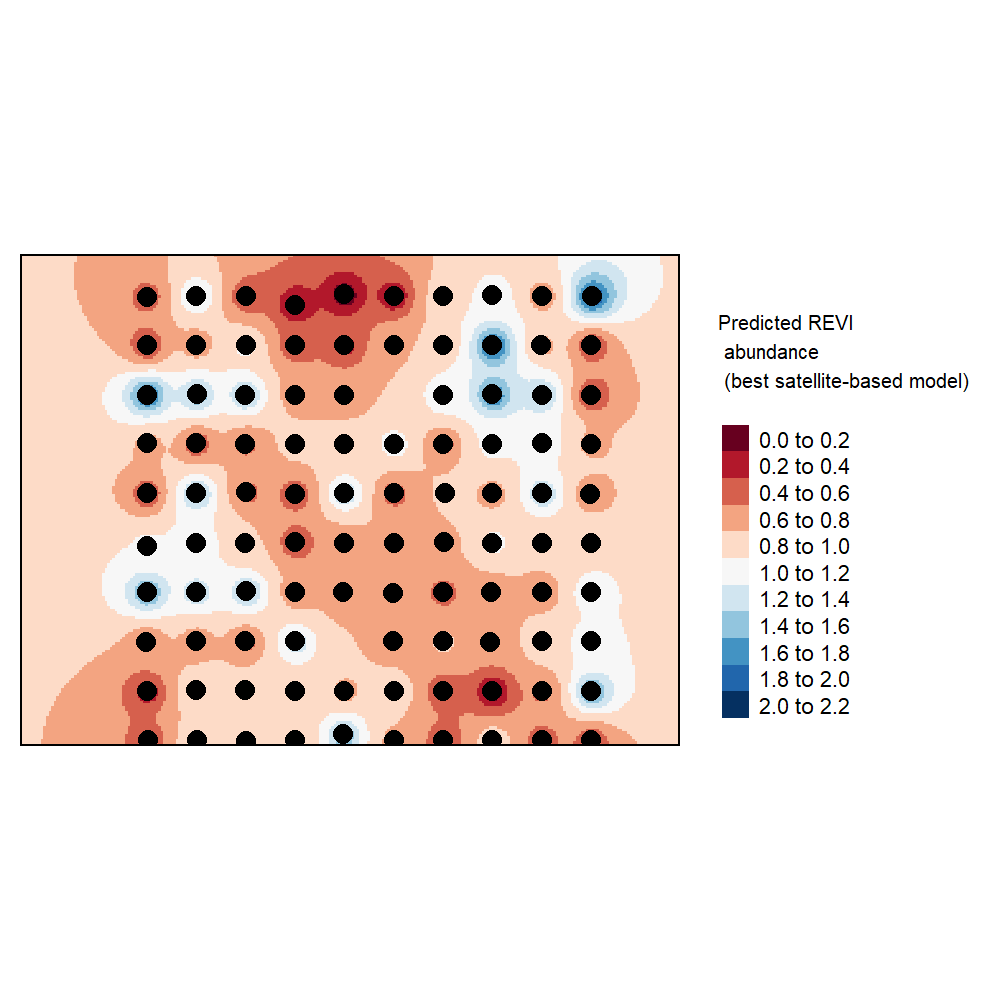 Predicted REVI
abundance
(best satellite-based model)
0.0 to 0.2
0.2 to 0.4
0.4 to 0.6
0.6 to 0.8
0.8 to 1.0
1.0 to 1.2
1.2 to 1.4
1.4 to 1.6
1.6 to 1.8
1.8 to 2.0
2.0 to 2.2